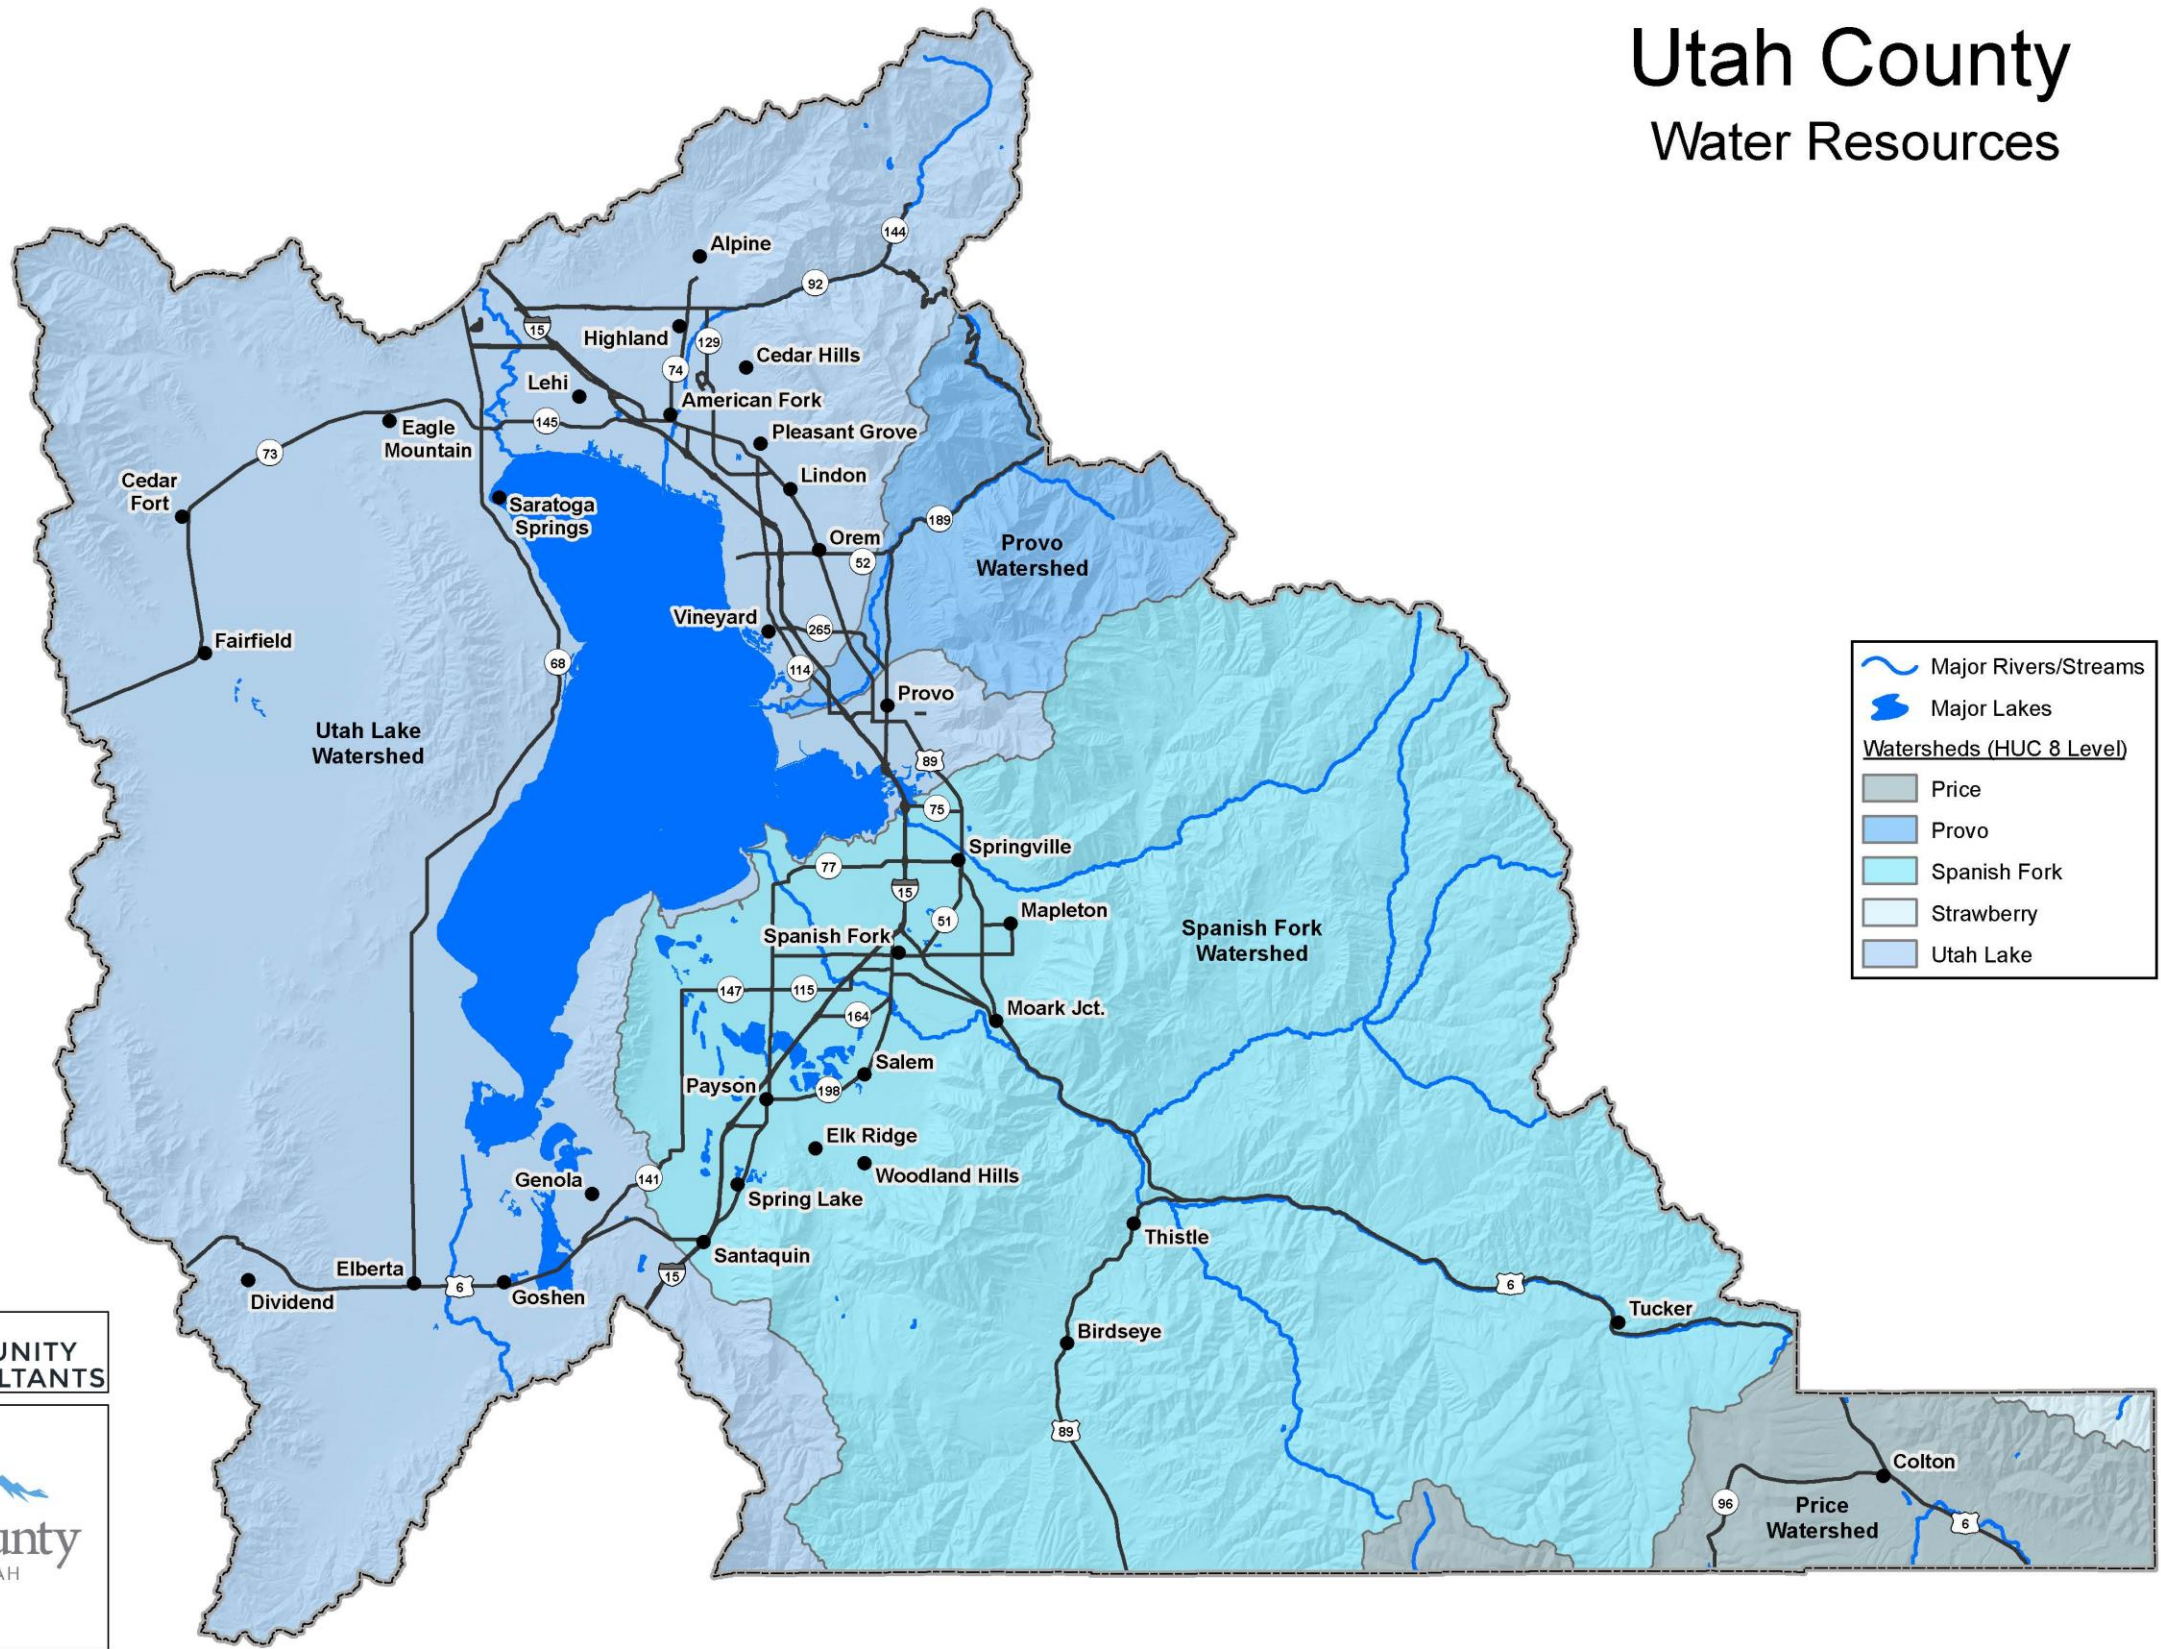 Utah County
Water Resources
Alpine
144
92
15
Highland
129
Cedar Hills
74
Lehi
American Fork
145
Eagle
Mountain
Pleasant Grove
73
Lindon
Cedar
Fort
Saratoga
Springs
189
Orem
52
Provo
Watershed
Vineyard
265
Fairfield
68
114
Provo
Utah Lake
Watershed
89
75
Springville
77
15
51
Mapleton
Spanish Fork
Spanish Fork
Watershed
147
115
164
Moark Jct.
Salem
Payson
198
Elk Ridge
Woodland Hills
Genola
141
Spring Lake
Thistle
Santaquin
Elberta
15
6
Goshen
Dividend
6
Tucker
Birdseye
89
Colton
96
Price
Watershed
6
Major Rivers/Streams
Major Lakes
Watersheds (HUC 8 Level)
Price
Provo
Spanish Fork
Strawberry
Utah Lake
UNITY
LTANTS
unty
AH